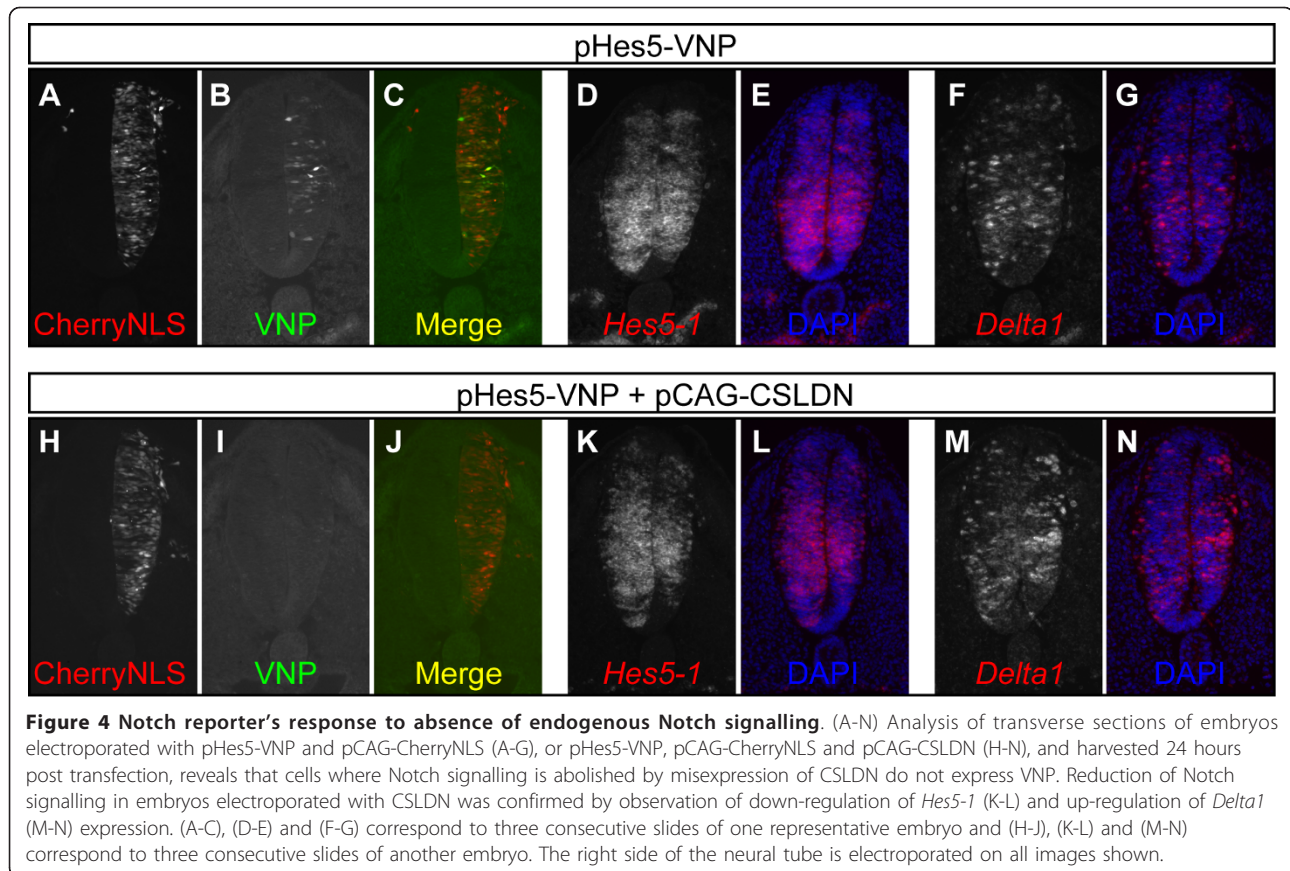 pHes5-VNP
A B C D E F G
CherryNLS VNP Merge Hes5-1 DAPI Delta1 DAPI
pHes5-VNP + pCAG-CSLDN
H I J K L M N
CherryNLS VNP Merge Hes5-1 DAPI Delta1 DAPI
Figure 4 Notch reporter's response to absence of endogenous Notch signalling. (A-N) Analysis of transverse sections of embryos
electroporated with pHes5-VNP and pCAG-CherryNLS (A-G), or pHes5-VNP, pCAG-CherryNLS and pCAG-CSLDN (H-N), and harvested 24 hours
post transfection, reveals that cells where Notch signalling is abolished by misexpression of CSLDN do not express VNP. Reduction of Notch
signalling in embryos electroporated with CSLDN was confirmed by observation of down-regulation of Hes5-1 (K-L) and up-regulation of Delta1
(M-N) expression. (A-C), (D-E) and (F-G) correspond to three consecutive slides of one representative embryo and (H-J), (K-L) and (M-N)
correspond to three consecutive slides of another embryo. The right side of the neural tube is electroporated on all images shown.